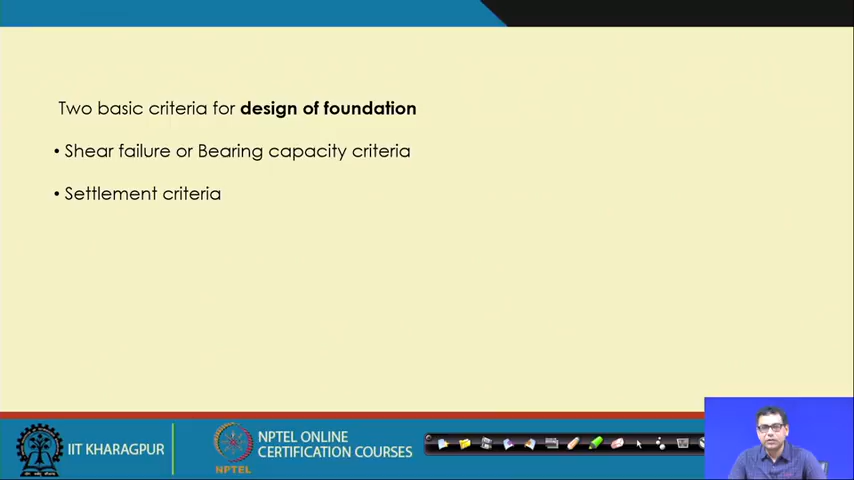 Two basic criteria for design of foundation
• Shear failure or Bearing capacity criteria
• Settlement criteria
IIT KHARAGPUR
NPTEL
NPTEL ONLINE
CERTIFICATION COURSES